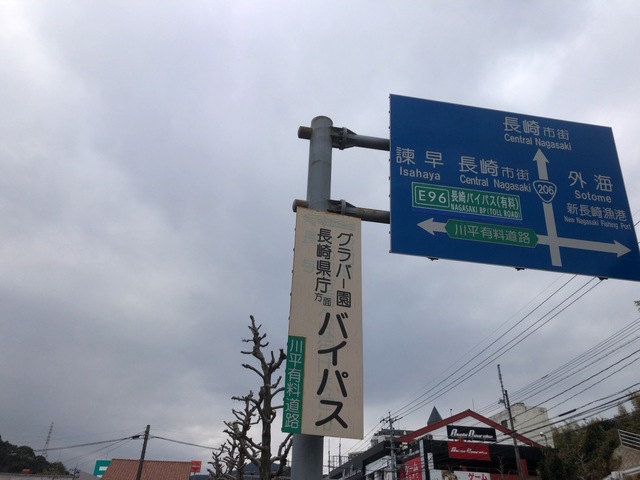 長崎市街
Central Nagasaki
諫早
Isahaya
長崎市街
Central Nagasaki
E96
長崎バイパス(有料)
NAGASAKI BP(TOLL ROAD)
206
外海
Sotome
新長崎漁港
New Nagasaki Fishing Port
川平有料道路
グラバー園
長崎県庁方面
バイパス
川平有料道路